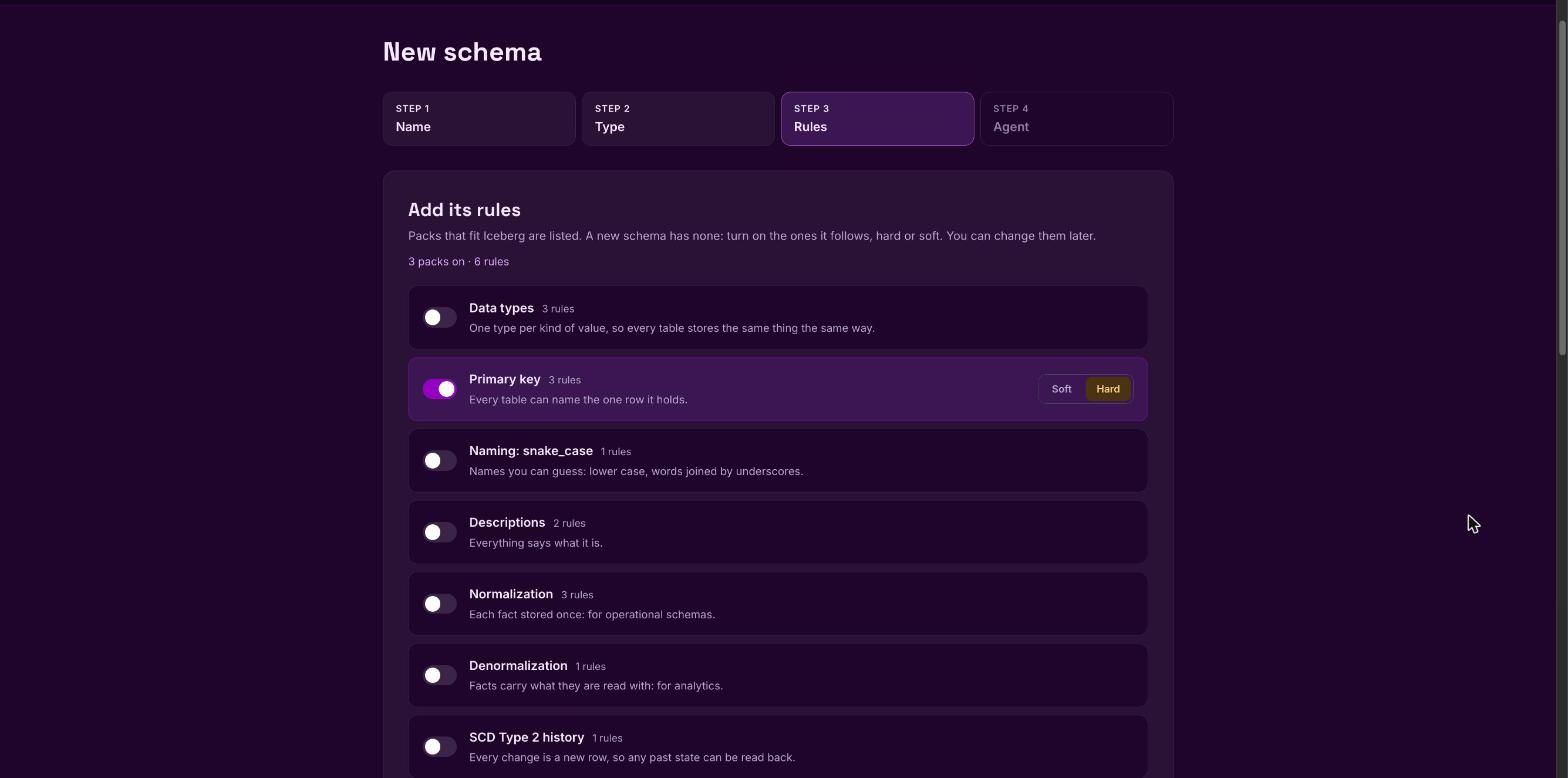 New schema
STEP 1
Name
STEP 2
Type
STEP 3
Rules
STEP 4
Agent
Add its rules
Packs that fit Iceberg are listed. A new schema has none: turn on the ones it follows, hard or soft. You can change them later.
3 packs on · 6 rules
Data types 3 rules
One type per kind of value, so every table stores the same thing the same way.
Primary key 3 rules
Every table can name the one row it holds.
Soft Hard
Naming: snake_case 1 rules
Names you can guess: lower case, words joined by underscores.
Descriptions 2 rules
Everything says what it is.
Normalization 3 rules
Each fact stored once: for operational schemas.
Denormalization 1 rules
Facts carry what they are read with: for analytics.
SCD Type 2 history 1 rules
Every change is a new row, so any past state can be read back.